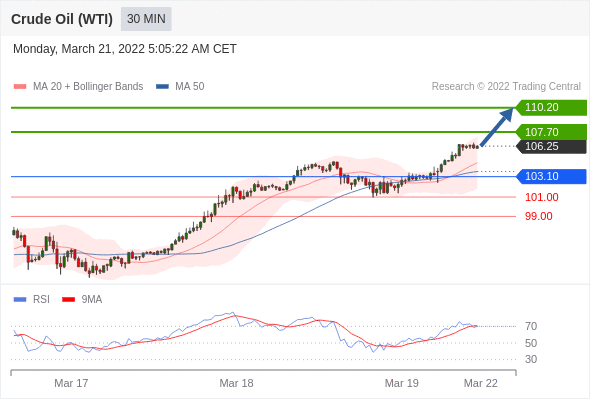 Crude Oil (WTI) 30 MIN
Monday, March 21, 2022 5:05:22 AM CET
MA 20 + Bollinger Bands MA 50 Research © 2022 Trading Central
110.20
107.70
106.25
103.10
101.00
99.00
RSI 9MA
70
50
30
Mar 17 Mar 18 Mar 19 Mar 22